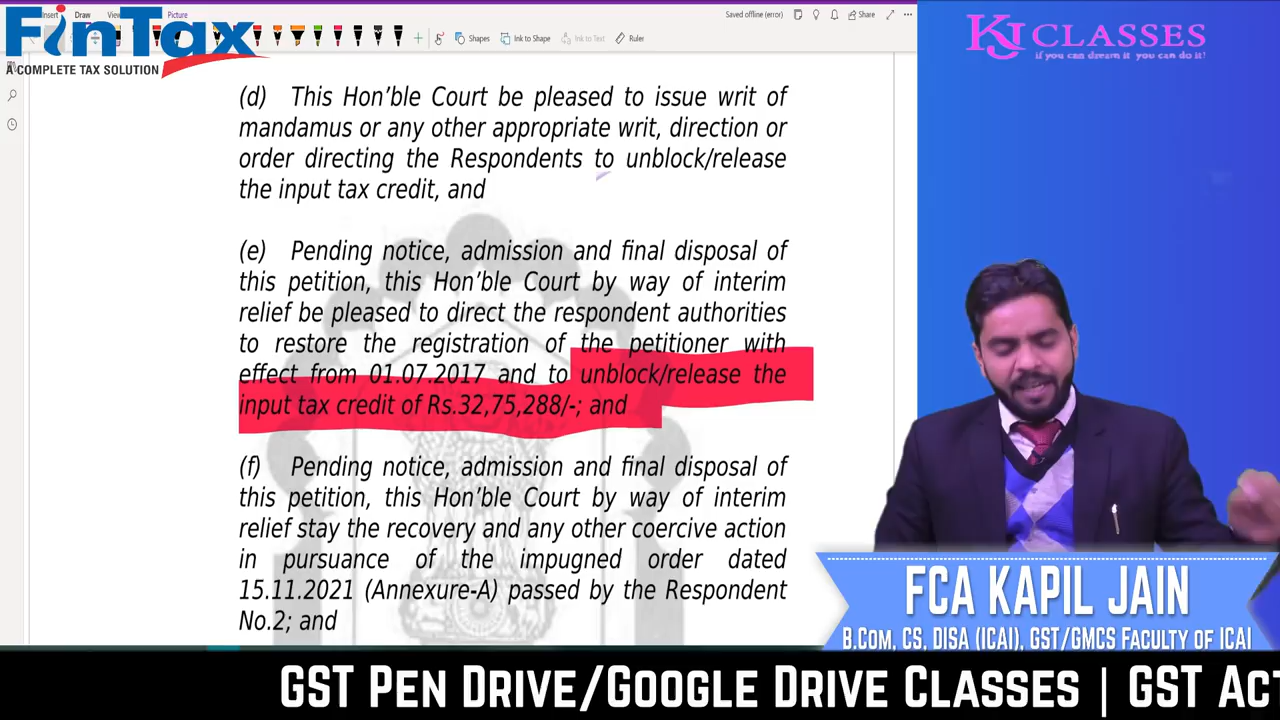 Insert
Draw
Picture
Saved offline (error)
Share
FinTax
A COMPLETE TAX SOLUTION
Shapes
Ink to Shape
Ink to Text
Ruler
KJ CLASSES
if you can dream it you can do it!
(d) This Hon'ble Court be pleased to issue writ of
mandamus or any other appropriate writ, direction or
order directing the Respondents to unblock/release
the input tax credit, and
(e) Pending notice, admission and final disposal of
this petition, this Hon'ble Court by way of interim
relief be pleased to direct the respondent authorities
to restore the registration of the petitioner with
effect from 01.07.2017 and to unblock/release the
input tax credit of Rs.32,75,288/-; and
(f) Pending notice, admission and final disposal of
this petition, this Hon'ble Court by way of interim
relief stay the recovery and any other coercive action
in pursuance of the impugned order dated
15.11.2021 (Annexure-A) passed by the Respondent
No.2; and
FCA KAPIL JAIN
B.Com, CS, DISA (ICAI), GST/GMCS Faculty of ICAI
GST Pen Drive/Google Drive Classes | GST Act